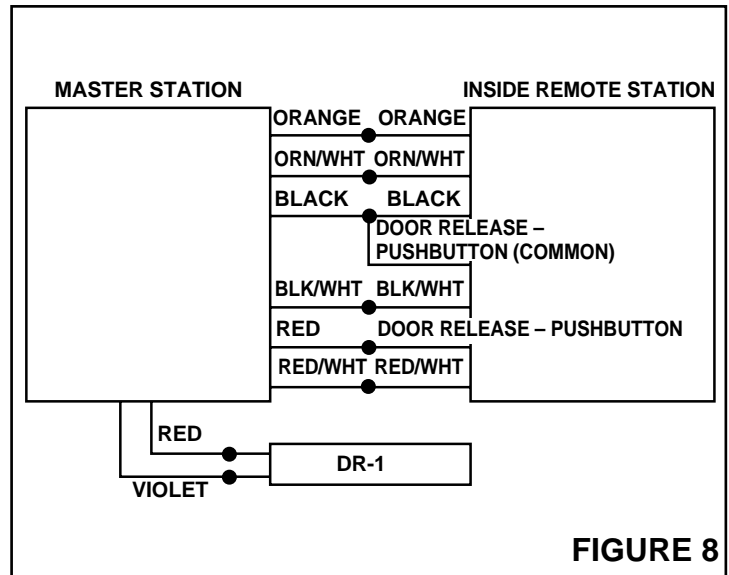 MASTER STATION INSIDE REMOTE STATION
ORANGE ORANGE
ORN/WHT ORN/WHT
BLACK BLACK
DOOR RELEASE –
PUSHBUTTON (COMMON)
BLK/WHT BLK/WHT
RED DOOR RELEASE – PUSHBUTTON
RED/WHT RED/WHT
RED
DR-1
VIOLET
FIGURE 8